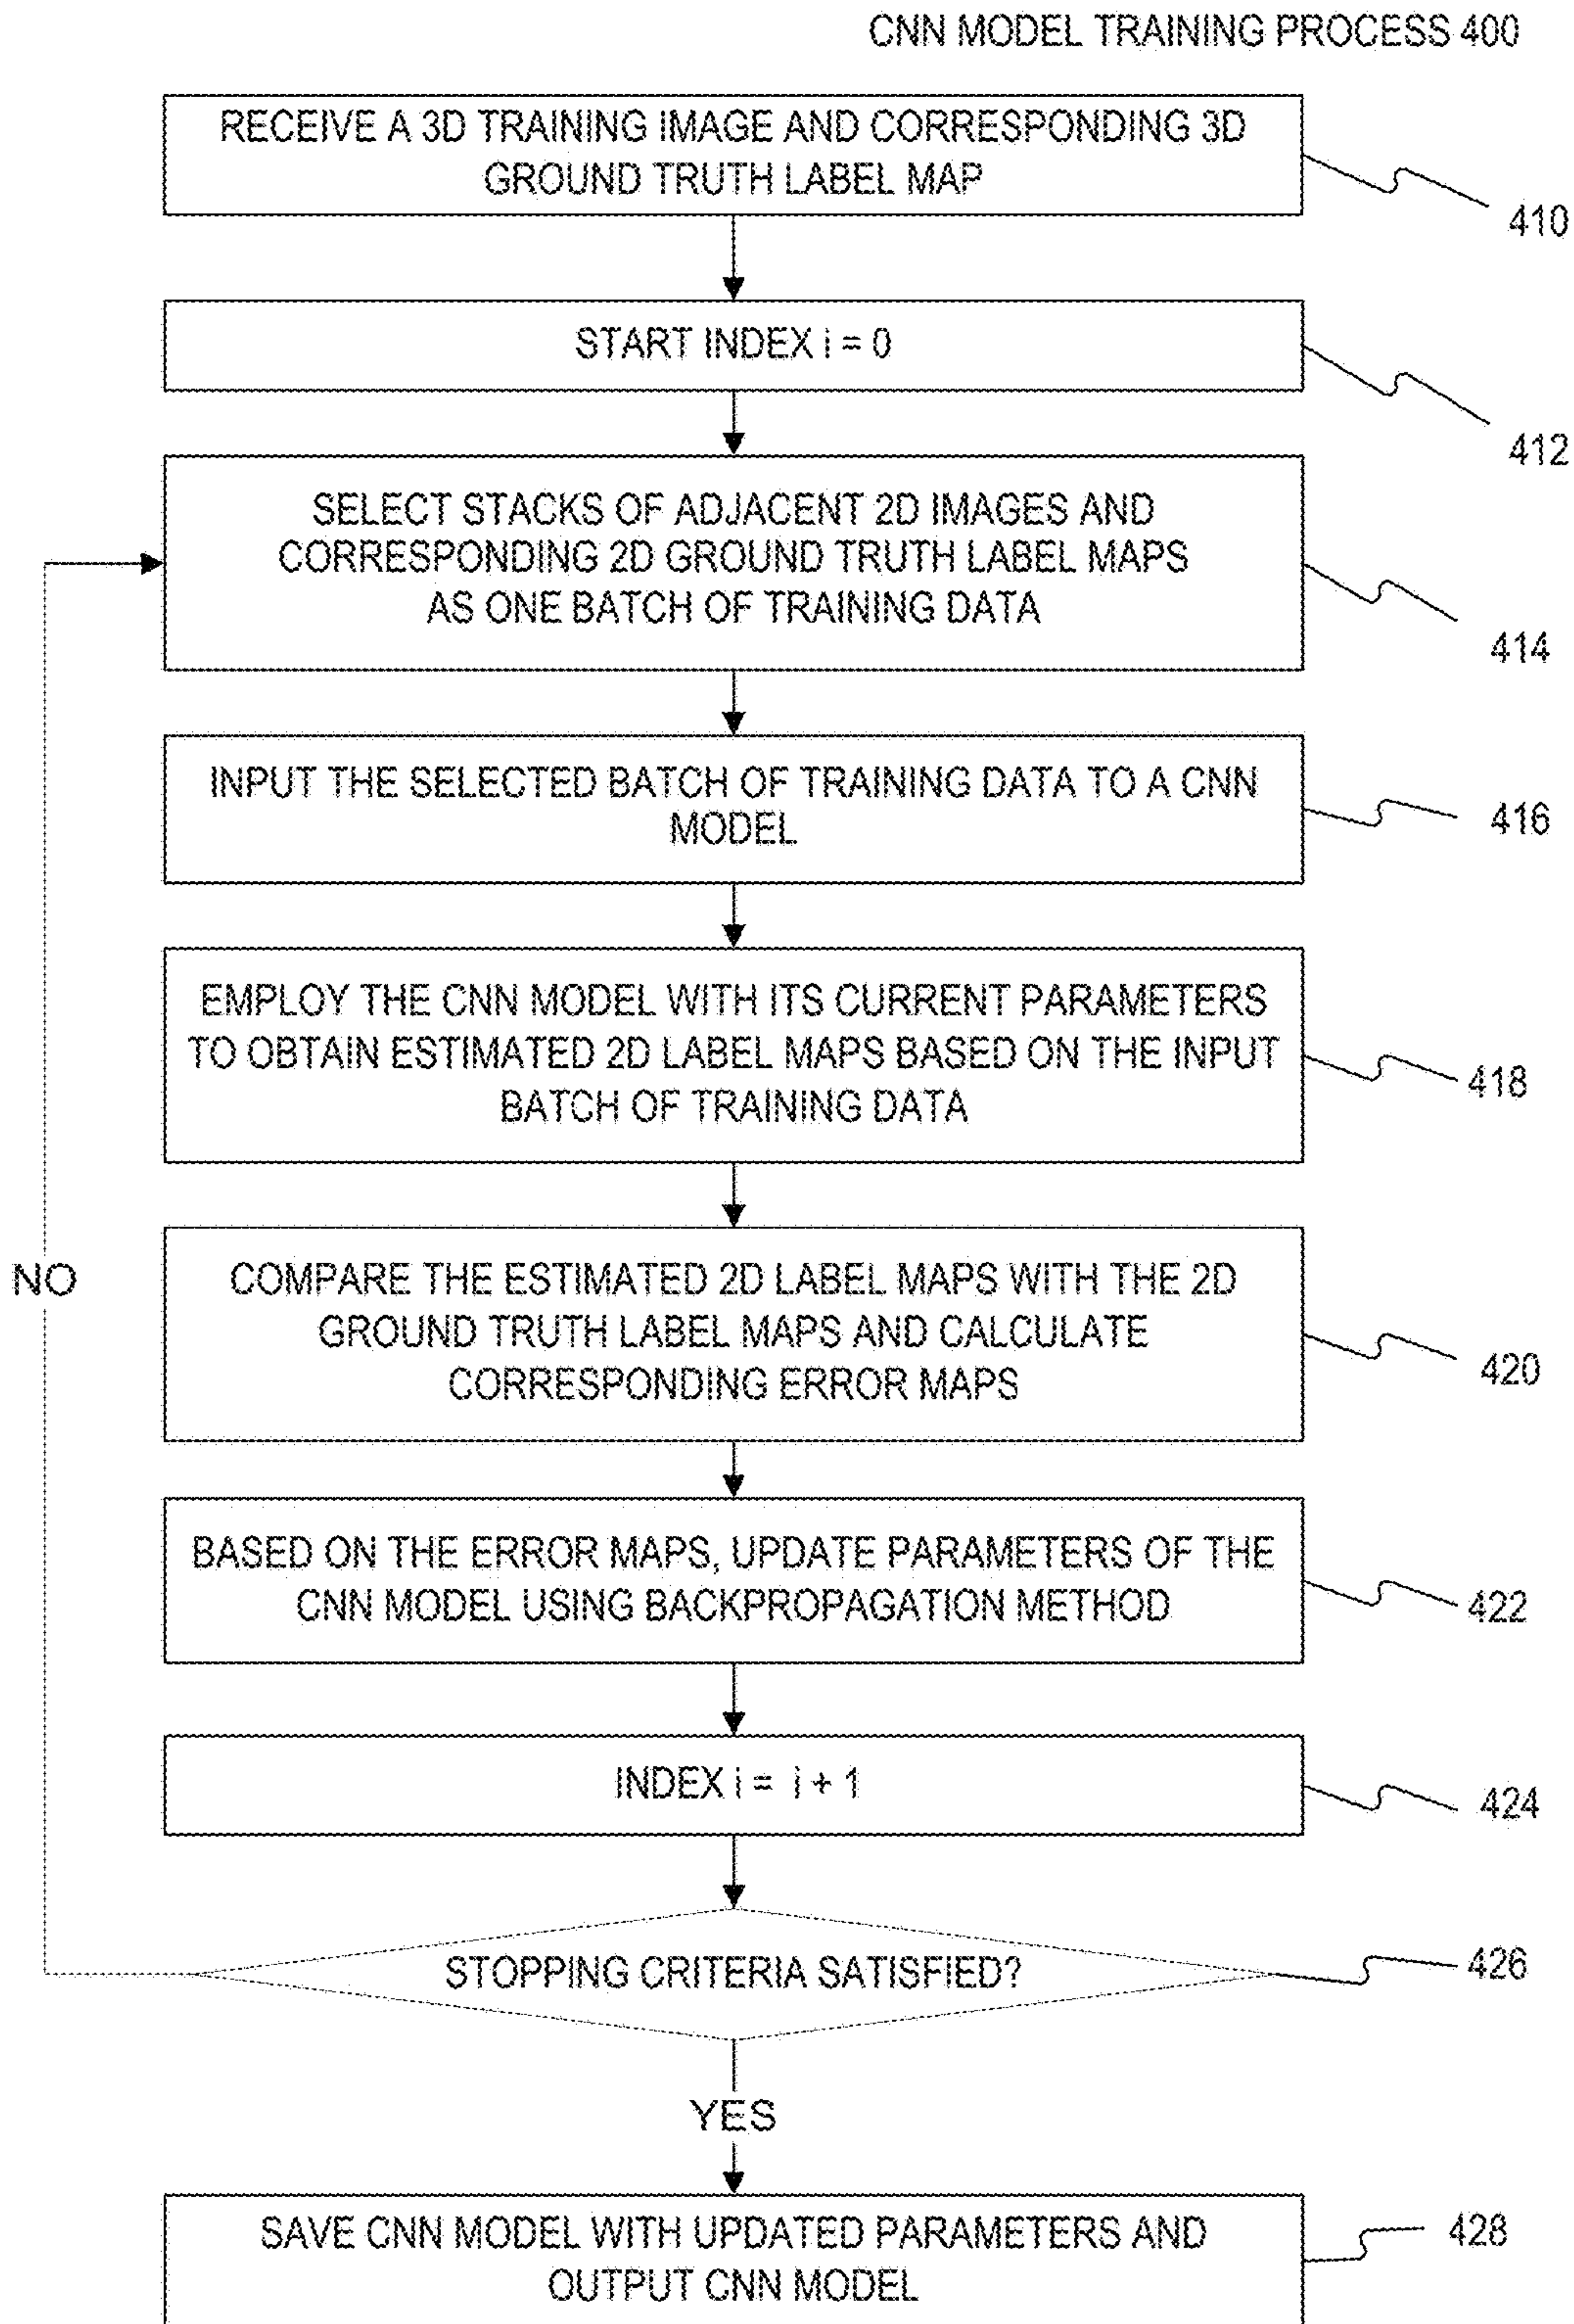 CNN MODEL TRAINING PROCESS 400
RECEIVE A 3D TRAINING IMAGE AND CORRESPONDING 3D
GROUND TRUTH LABEL MAP
410
START INDEX i = 0
412
SELECT STACKS OF ADJACENT 2D IMAGES AND
CORRESPONDING 2D GROUND TRUTH LABEL MAPS
AS ONE BATCH OF TRAINING DATA
414
INPUT THE SELECTED BATCH OF TRAINING DATA TO A CNN
MODEL
416
EMPLOY THE CNN MODEL WITH ITS CURRENT PARAMETERS
TO OBTAIN ESTIMATED 2D LABEL MAPS BASED ON THE INPUT
BATCH OF TRAINING DATA
418
NO
COMPARE THE ESTIMATED 2D LABEL MAPS WITH THE 2D
GROUND TRUTH LABEL MAPS AND CALCULATE
CORRESPONDING ERROR MAPS
420
BASED ON THE ERROR MAPS, UPDATE PARAMETERS OF THE
CNN MODEL USING BACKPROPAGATION METHOD
422
INDEX i = i + 1
424
STOPPING CRITERIA SATISFIED?
426
YES
SAVE CNN MODEL WITH UPDATED PARAMETERS AND
OUTPUT CNN MODEL
428